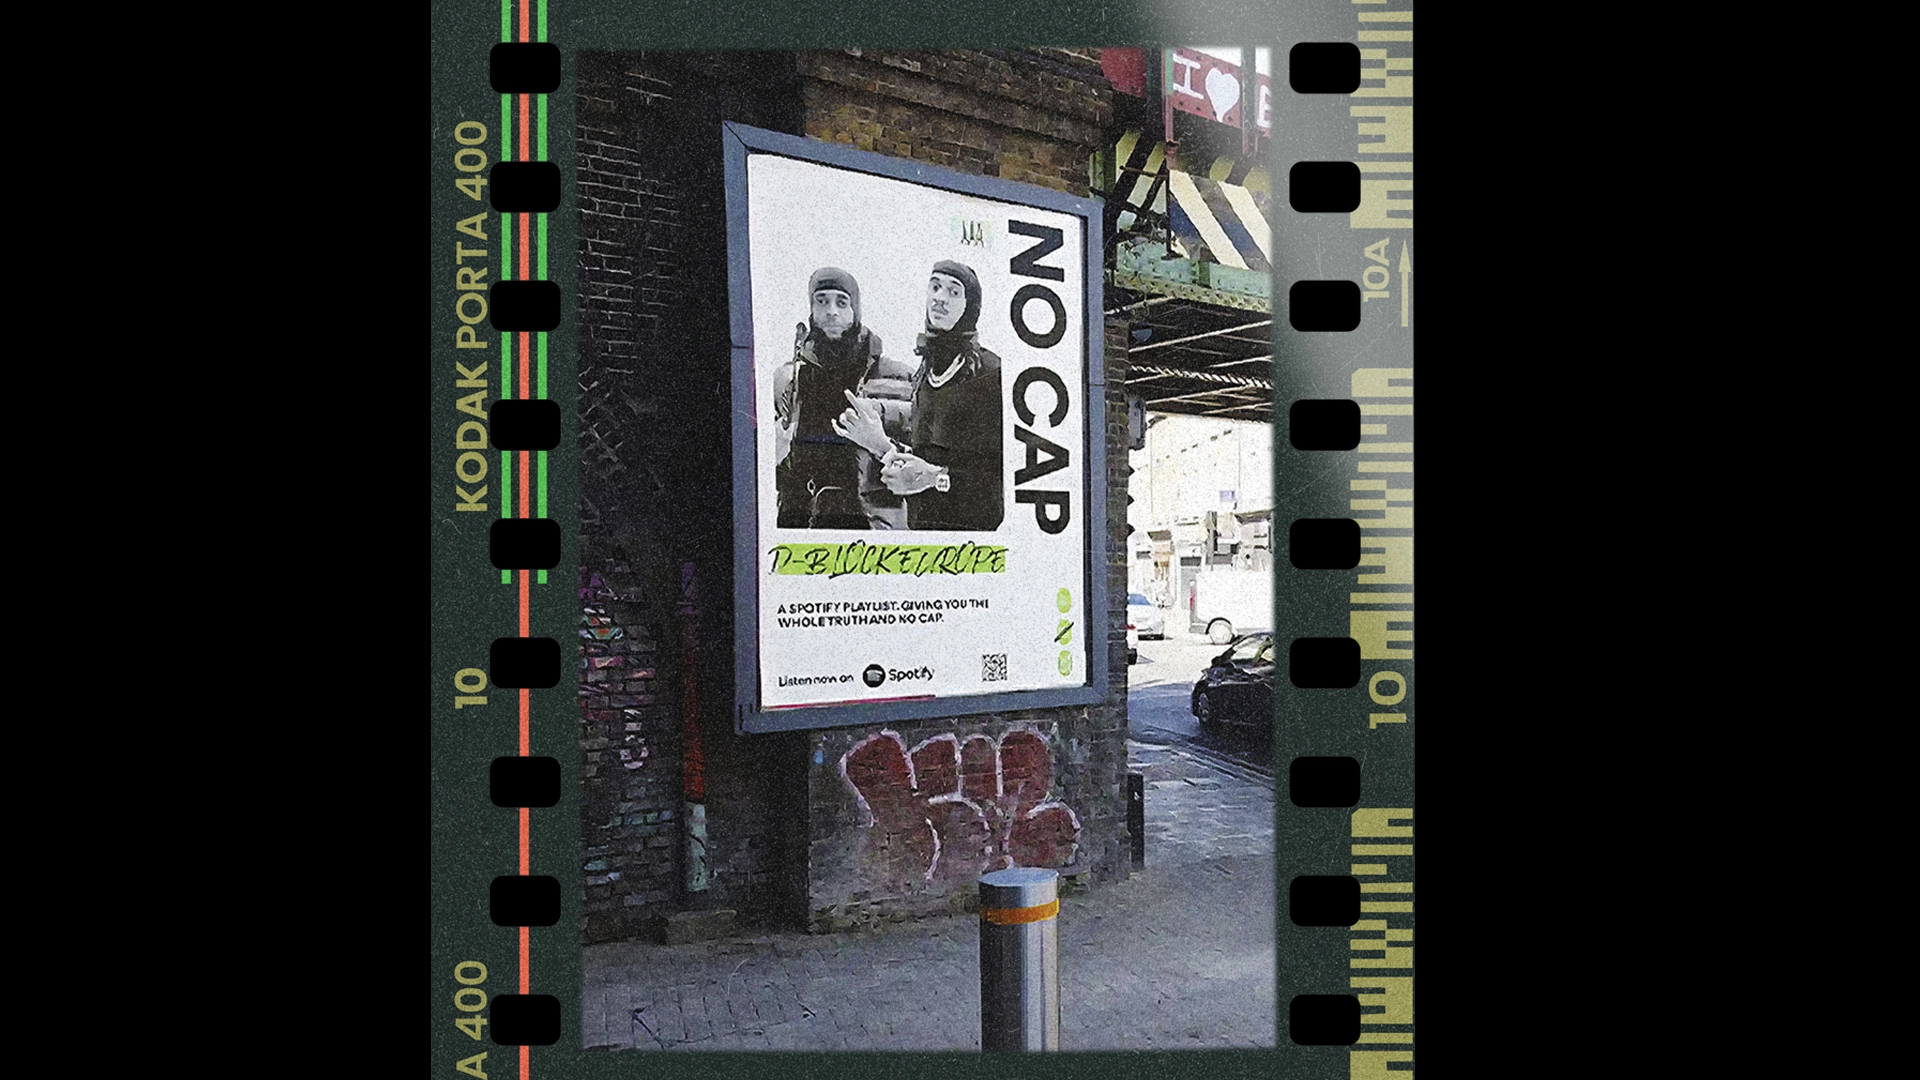 KODAK PORTA 400
10
A 400
I ♥
NO CAP
D-BLOCK EUROPE
A SPOTIFY PLAYLIST. GIVING YOU THE
WHOLE TRUTH AND NO CAP.
Listen now on Spotify
10A
10